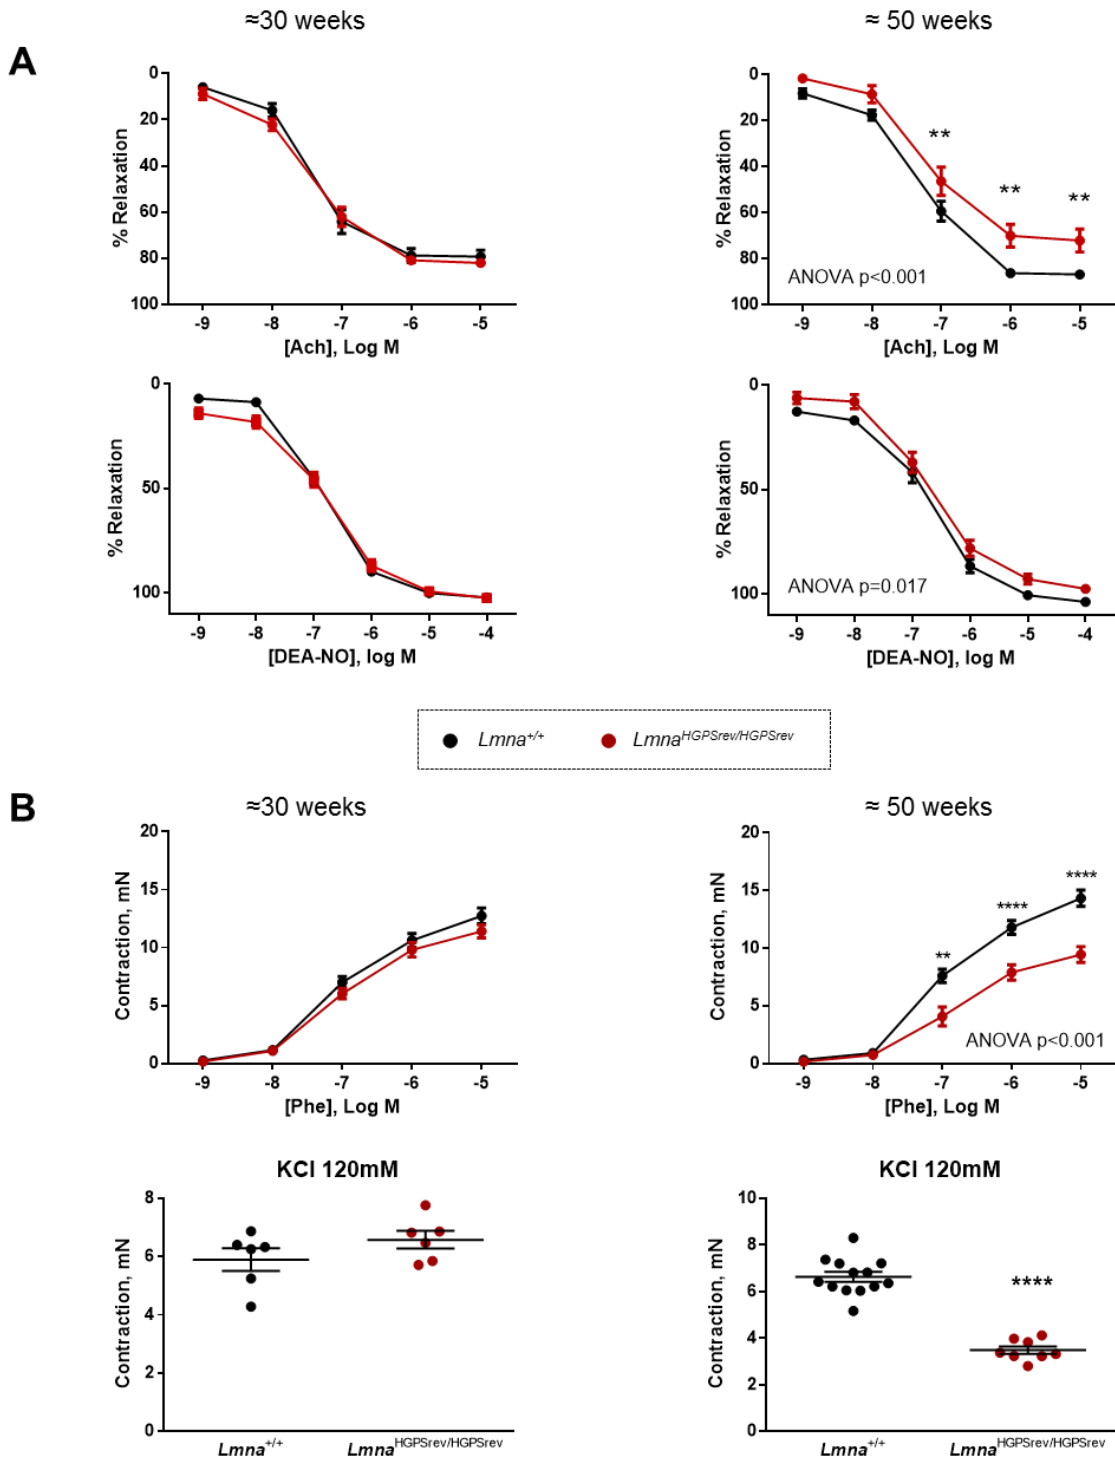 ≈30 weeks
≈ 50 weeks
A
0
20
40
60
80
100
% Relaxation
-9 -8 -7 -6 -5
[Ach], Log M
0
20
40
60
80
100
% Relaxation
**
**
**
ANOVA p<0.001
-9 -8 -7 -6 -5
[Ach], Log M
0
50
100
% Relaxation
-9 -8 -7 -6 -5 -4
[DEA-NO], log M
0
50
100
% Relaxation
ANOVA p=0.017
-9 -8 -7 -6 -5 -4
[DEA-NO], log M
Lmna+/+
LmnaHGPSrev/HGPSrev
B
≈30 weeks
≈ 50 weeks
20
15
10
5
0
Contraction, mN
-9 -8 -7 -6 -5
[Phe], Log M
20
15
10
5
0
Contraction, mN
**
****
****
ANOVA p<0.001
-9 -8 -7 -6 -5
[Phe], Log M
KCl 120mM
8
6
4
2
0
Contraction, mN
Lmna+/+
LmnaHGPSrev/HGPSrev
KCl 120mM
10
8
6
4
2
0
Contraction, mN
****
Lmna+/+
LmnaHGPSrev/HGPSrev